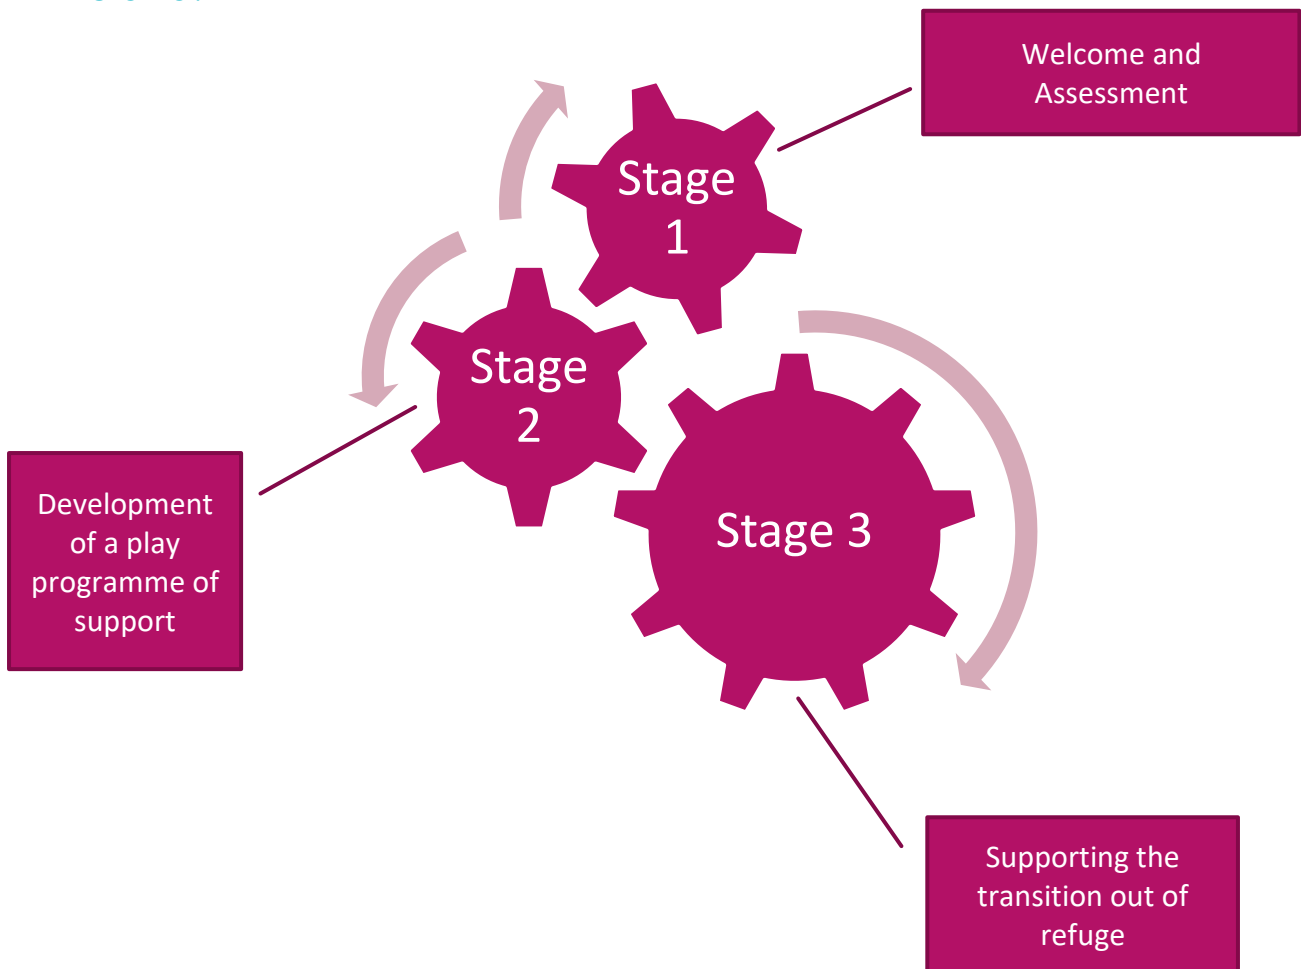 Welcome and
Assessment
Stage
1
Stage
2
Stage 3
Development
of a play
programme of
support
Supporting the
transition out of
refuge